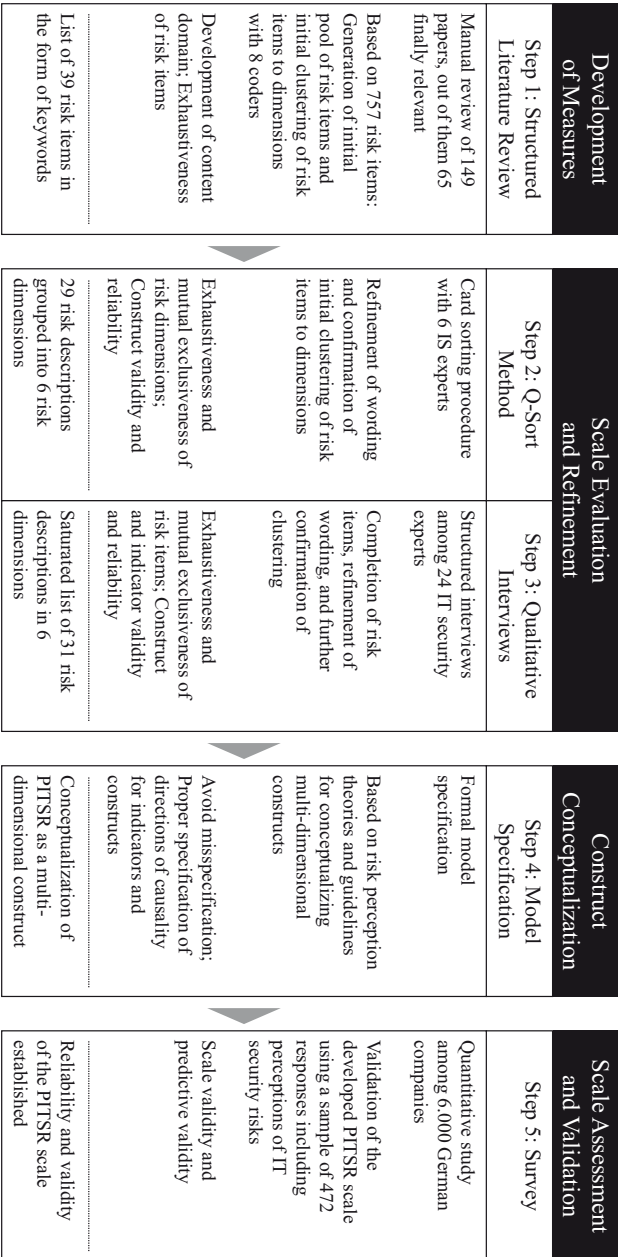 Development
of Measures
Step 1: Structured
Literature Review
Manual review of 149
papers, out of them 65
finally relevant
Based on 757 risk items:
Generation of initial
pool of risk items and
initial clustering of risk
items to dimensions
with 8 coders
Development of content
domain; Exhaustiveness
of risk items
List of 39 risk items in
the form of keywords
Scale Evaluation
and Refinement
Step 2: Q-Sort
Method
Card sorting procedure
with 6 IS experts
Refinement of wording
and confirmation of
initial clustering of risk
items to dimensions
Exhaustiveness and
mutual exclusiveness of
risk dimensions;
Construct validity and
reliability
29 risk descriptions
grouped into 6 risk
dimensions
Step 3: Qualitative
Interviews
Structured interviews
among 24 IT security
experts
Completion of risk
items, refinement of
wording, and further
confirmation of
clustering
Exhaustiveness and
mutual exclusiveness of
risk items; Construct
and indicator validity
and reliability
Saturated list of 31 risk
descriptions in 6
dimensions
Construct
Conceptualization
Step 4: Model
Specification
Formal model
specification
Based on risk perception
theories and guidelines
for conceptualizing
multi-dimensional
constructs
Avoid misspecification;
Proper specification of
directions of causality
for indicators and
constructs
Conceptualization of
PITSR as a multi-
dimensional construct
Scale Assessment
and Validation
Step 5: Survey
Quantitative study
among 6.000 German
companies
Validation of the
developed PITSR scale
using a sample of 472
responses including
perceptions of IT
security risks
Scale validity and
predictive validity
Reliability and validity
of the PITSR scale
established